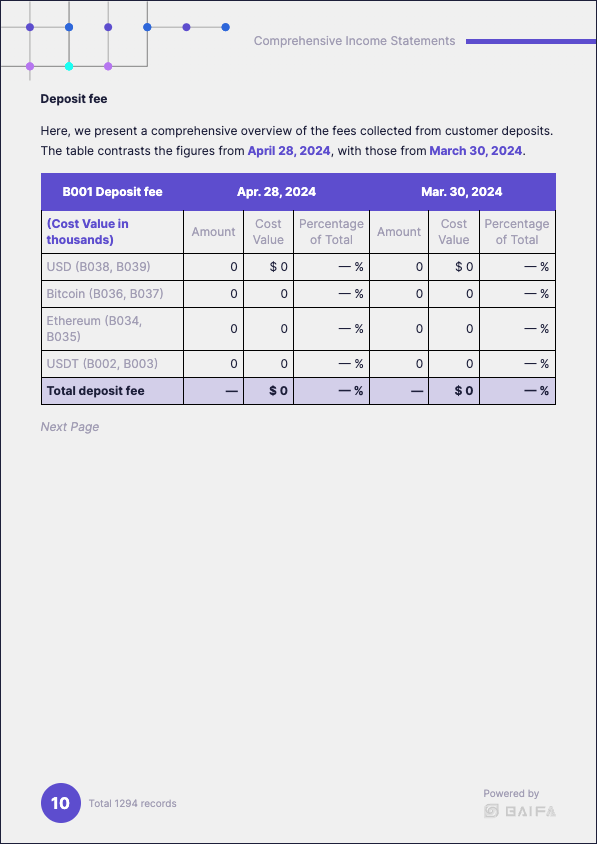 Comprehensive Income Statements
Deposit fee
Here, we present a comprehensive overview of the fees collected from customer deposits.
The table contrasts the figures from April 28, 2024, with those from March 30, 2024.
B001 Deposit fee Apr. 28, 2024 Mar. 30, 2024
(Cost Value in thousands) Amount Cost Value Percentage of Total Amount Cost Value Percentage of Total
USD (B038, B039) 0 $ 0 — % 0 $ 0 — %
Bitcoin (B036, B037) 0 0 — % 0 0 — %
Ethereum (B034, B035) 0 0 — % 0 0 — %
USDT (B002, B003) 0 0 — % 0 0 — %
Total deposit fee — $ 0 — % — $ 0 — %
Next Page
10 Total 1294 records
Powered by
BAIFA